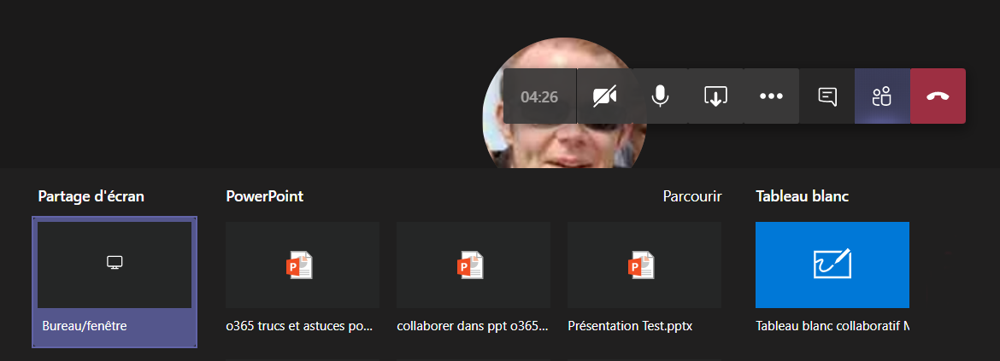 04:26
Partage d'écran
PowerPoint
Parcourir
Tableau blanc
P
P
P
Bureau/fenêtre
o365 trucs et astuces po...
collaborer dans ppt o365...
Présentation Test.pptx
Tableau blanc collaboratif M